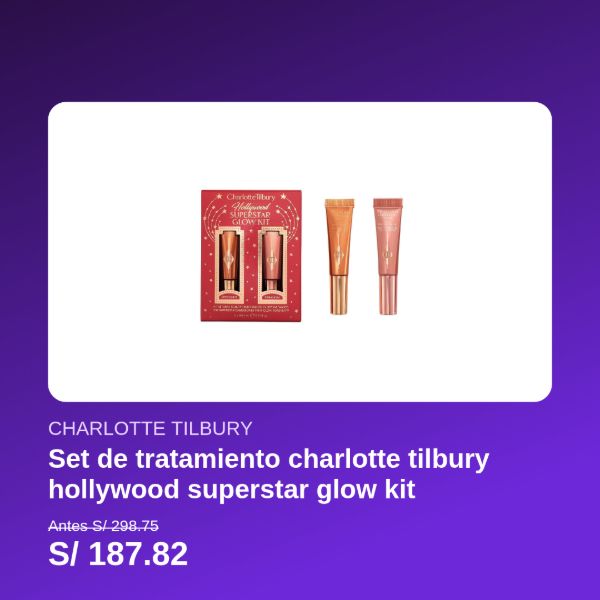 Charlotte Tilbury
Hollywood
SUPERSTAR
GLOW KIT
CHARLOTTE TILBURY
Set de tratamiento charlotte tilbury
hollywood superstar glow kit
Antes S/ 298.75
S/ 187.82